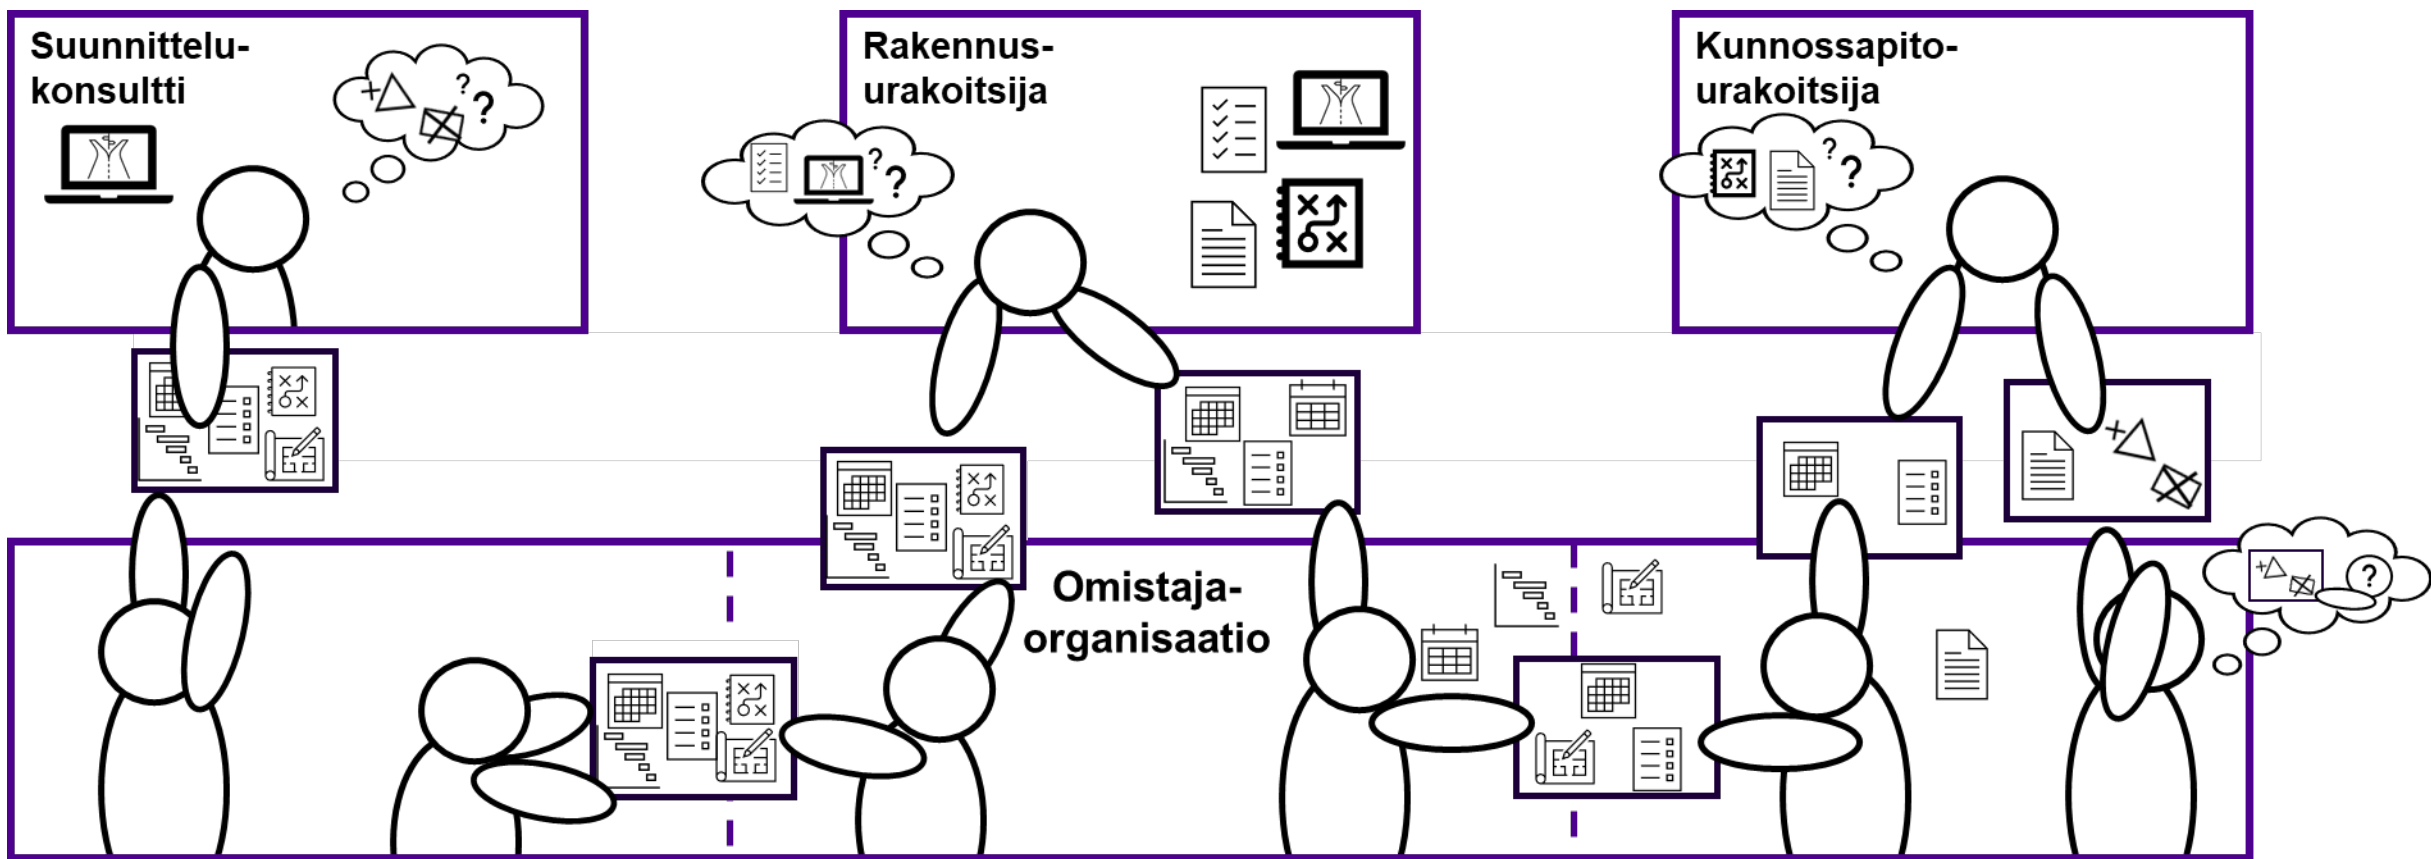 Suunnittelu-
konsultti
? ?
Rakennus-
urakoitsija
? ?
Kunnossapito-
urakoitsija
? ?
Omistaja-
organisaatio
?